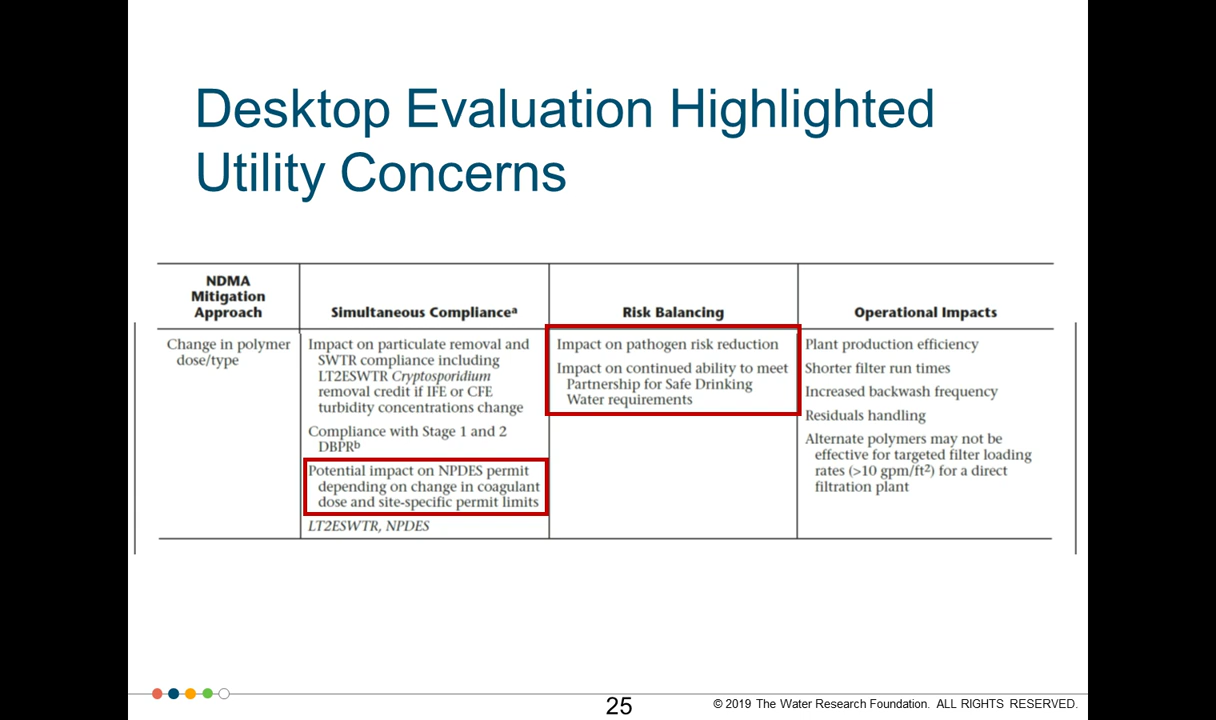 Desktop Evaluation Highlighted
Utility Concerns
NDMA
Mitigation
Approach
Simultaneous Complianceᵃ
Risk Balancing
Operational Impacts
Change in polymer
dose/type
Impact on particulate removal and
SWTR compliance including
LT2ESWTR Cryptosporidium
removal credit if IFE or CFE
turbidity concentrations change
Compliance with Stage 1 and 2
DBPRᵇ
Potential impact on NPDES permit
depending on change in coagulant
dose and site-specific permit limits
LT2ESWTR, NPDES
Impact on pathogen risk reduction
Impact on continued ability to meet
Partnership for Safe Drinking
Water requirements
Plant production efficiency
Shorter filter run times
Increased backwash frequency
Residuals handling
Alternate polymers may not be
effective for targeted filter loading
rates (>10 gpm/ft²) for a direct
filtration plant
25
© 2019 The Water Research Foundation. ALL RIGHTS RESERVED.